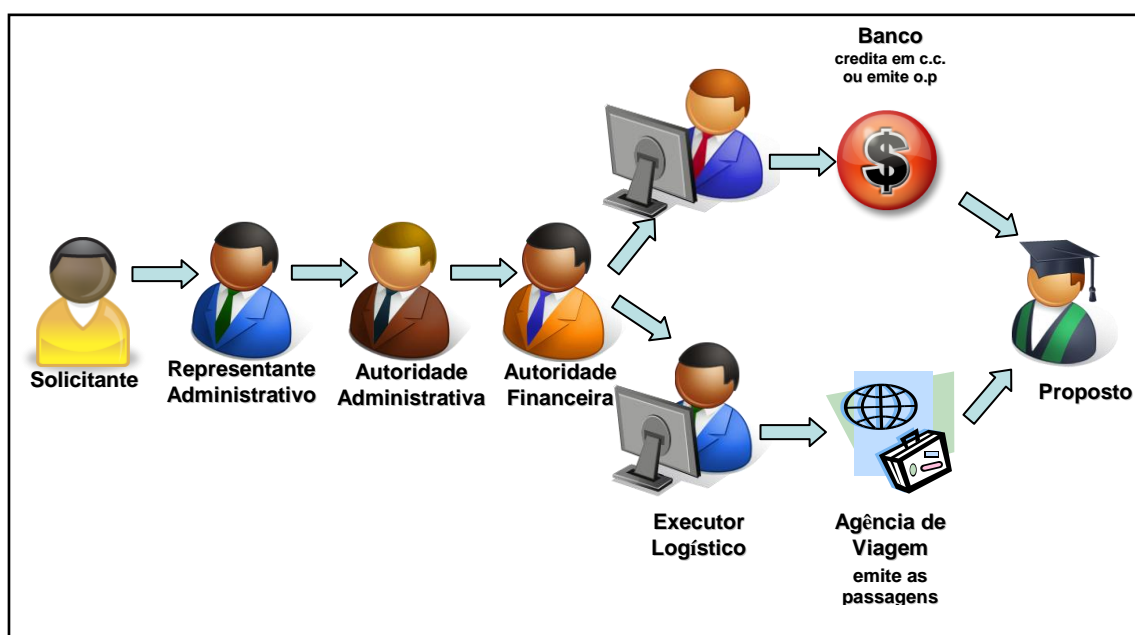 Banco
credita em c.c.
ou emite o.p
Solicitante
Representante
Administrativo
Autoridade
Administrativa
Autoridade
Financeira
Proposto
Executor
Logístico
Agência de
Viagem
emite as
passagens